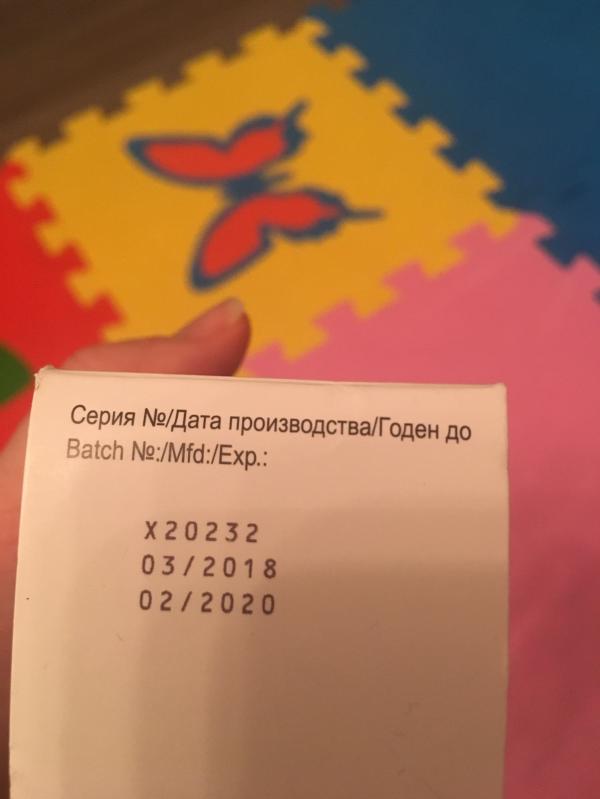 Серия №/Дата производства/Годен до
Batch №:/Mfd:/Exp.:
X20232
03/2018
02/2020